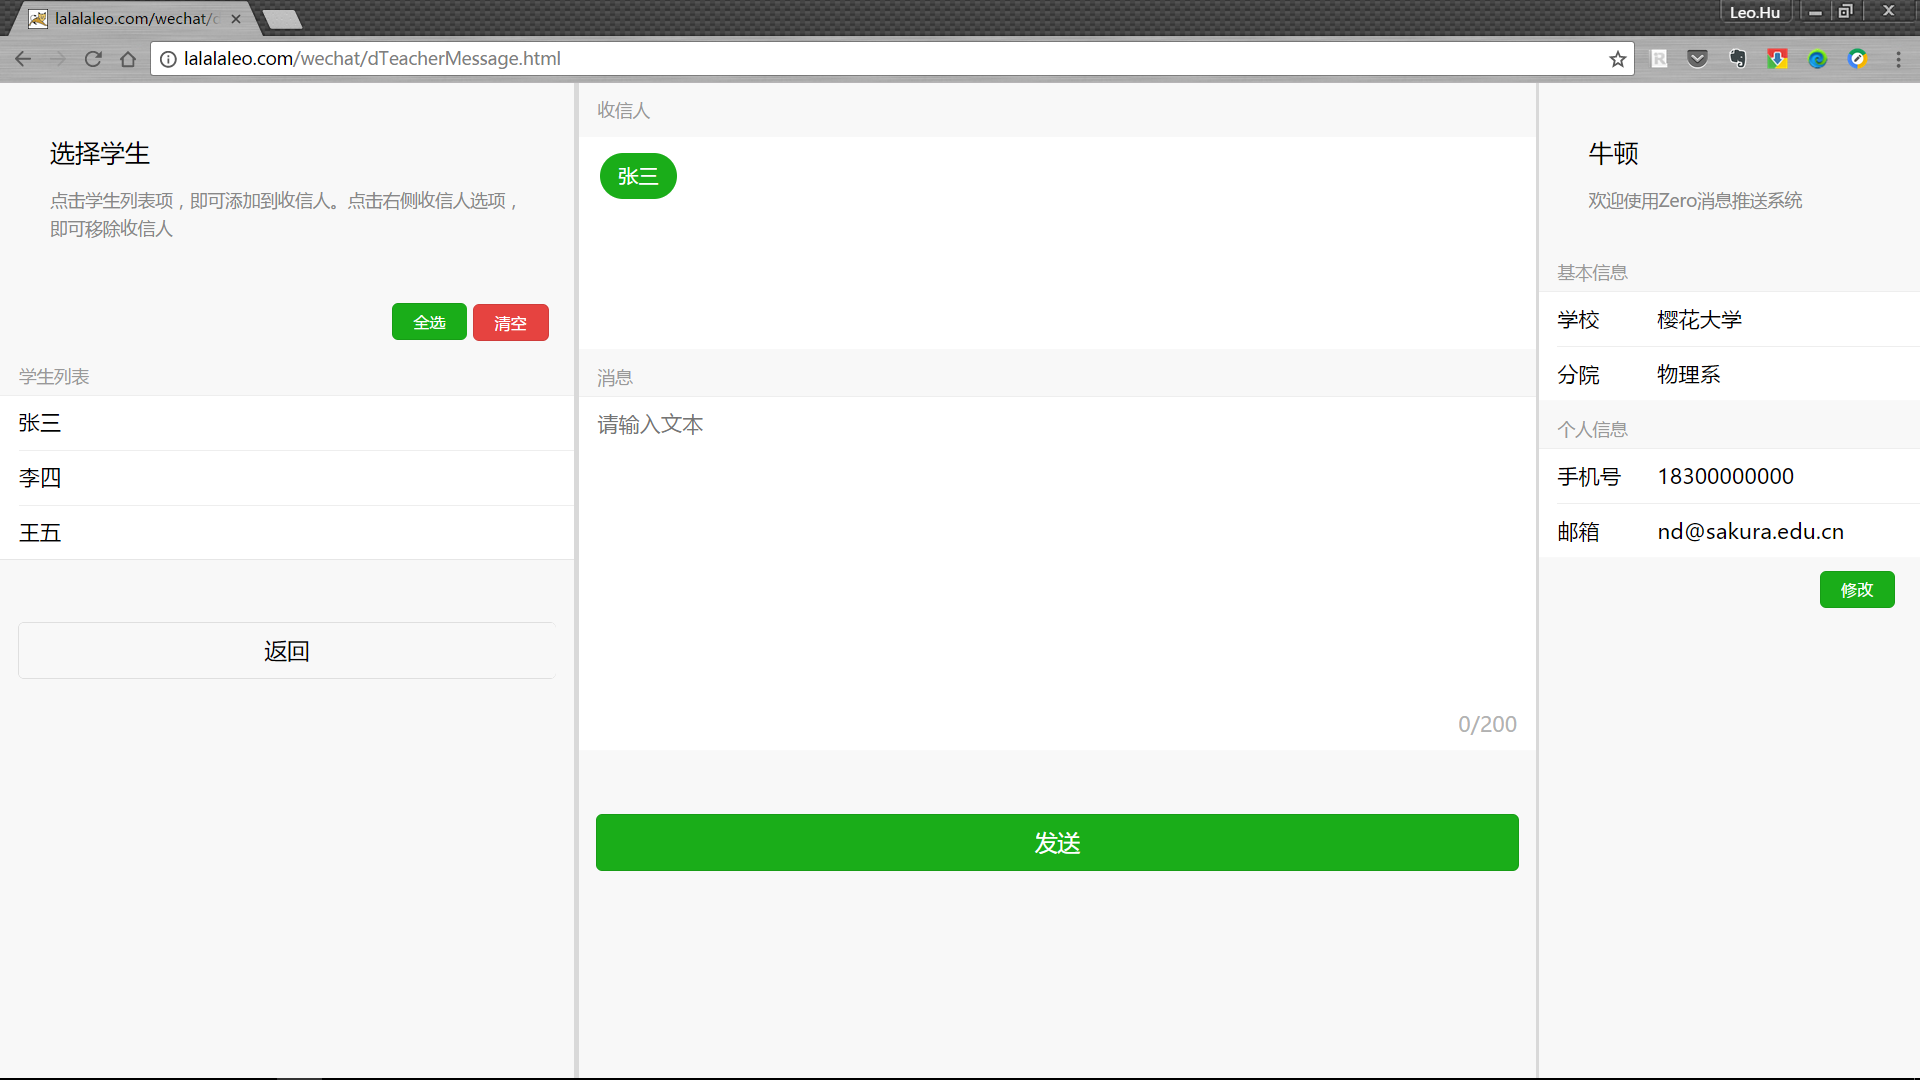 lalalaleo.com/wechat/d
Leo.Hu
lalalaleo.com/wechat/dTeacherMessage.html
选择学生
点击学生列表项，即可添加到收信人。点击右侧收信人选项，
即可移除收信人
全选 清空
学生列表
张三
李四
王五
返回
收信人
张三
消息
请输入文本
0/200
发送
牛顿
欢迎使用Zero消息推送系统
基本信息
学校 樱花大学
分院 物理系
个人信息
手机号 18300000000
邮箱 nd@sakura.edu.cn
修改